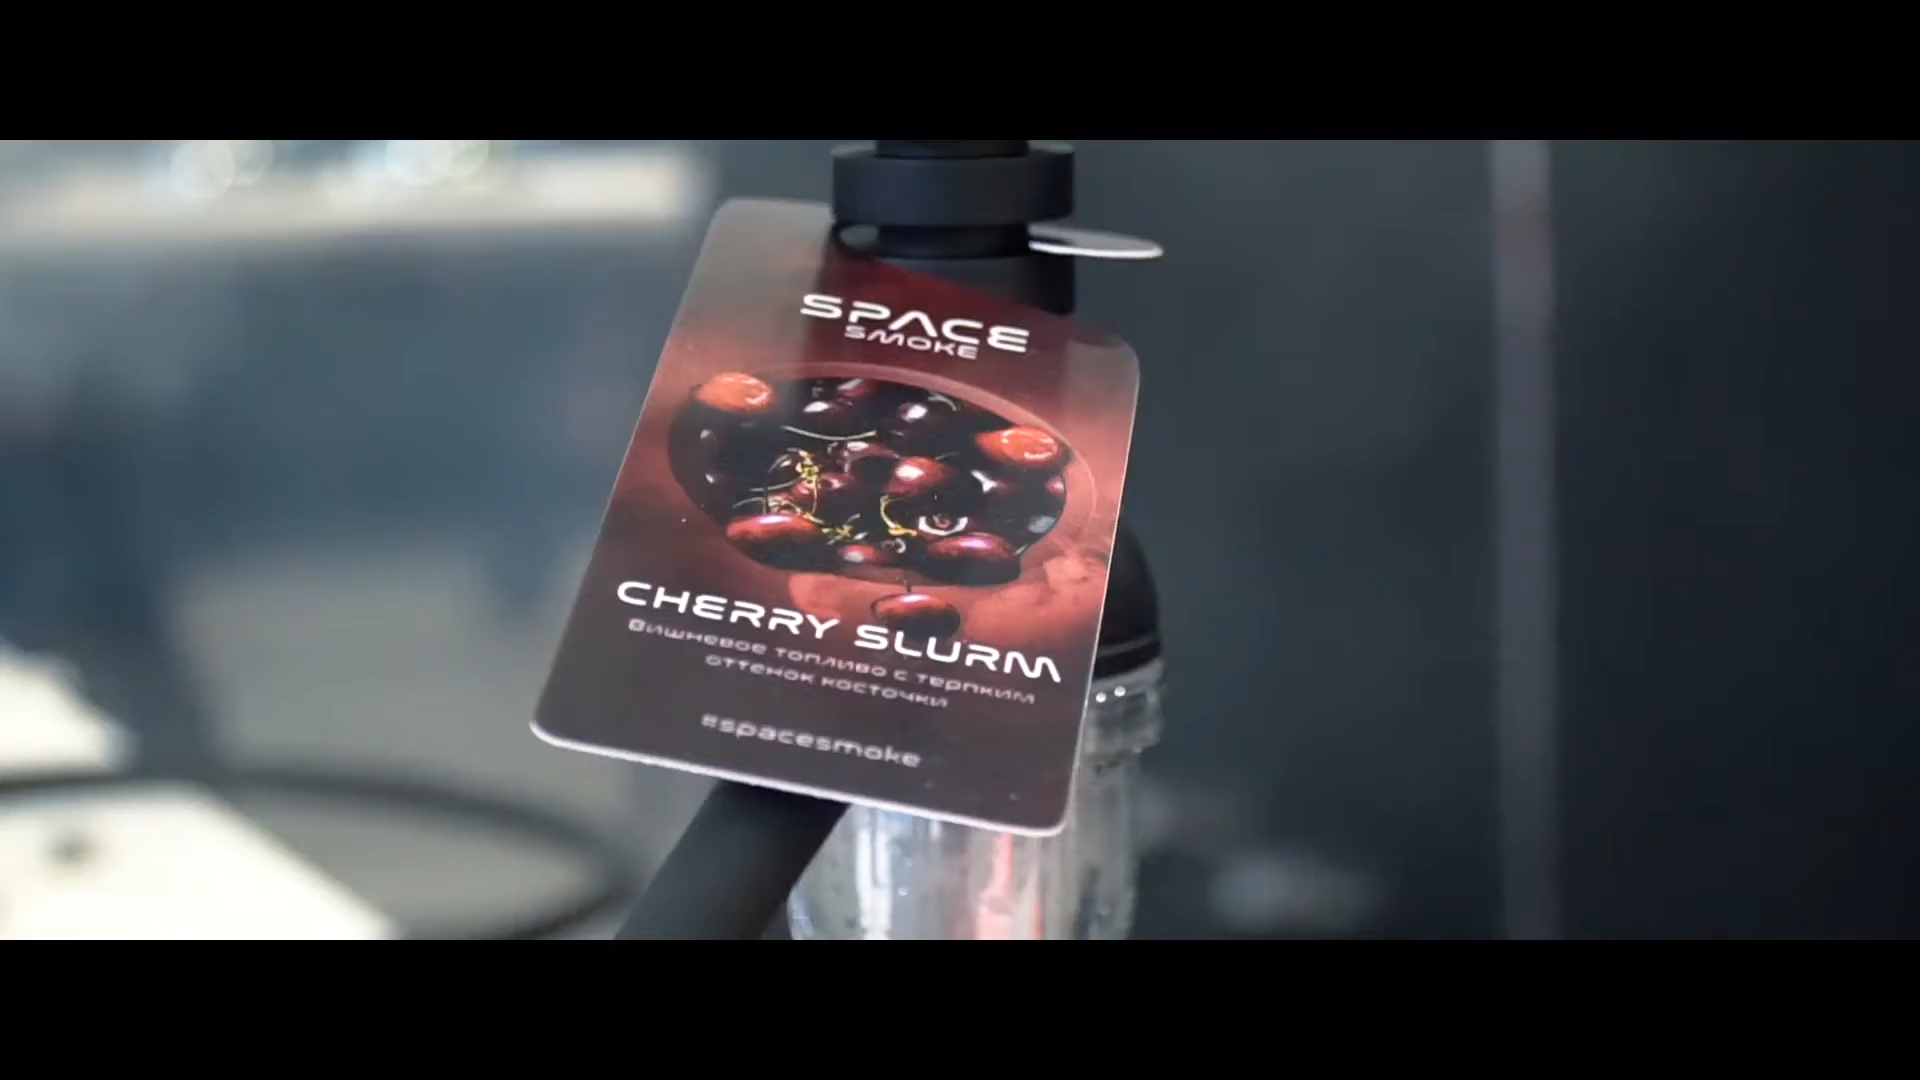 SPACE
SMOKE
CHERRY SLURM
Вишневое топливо с терпким
оттенок косточки
#spacesmoke